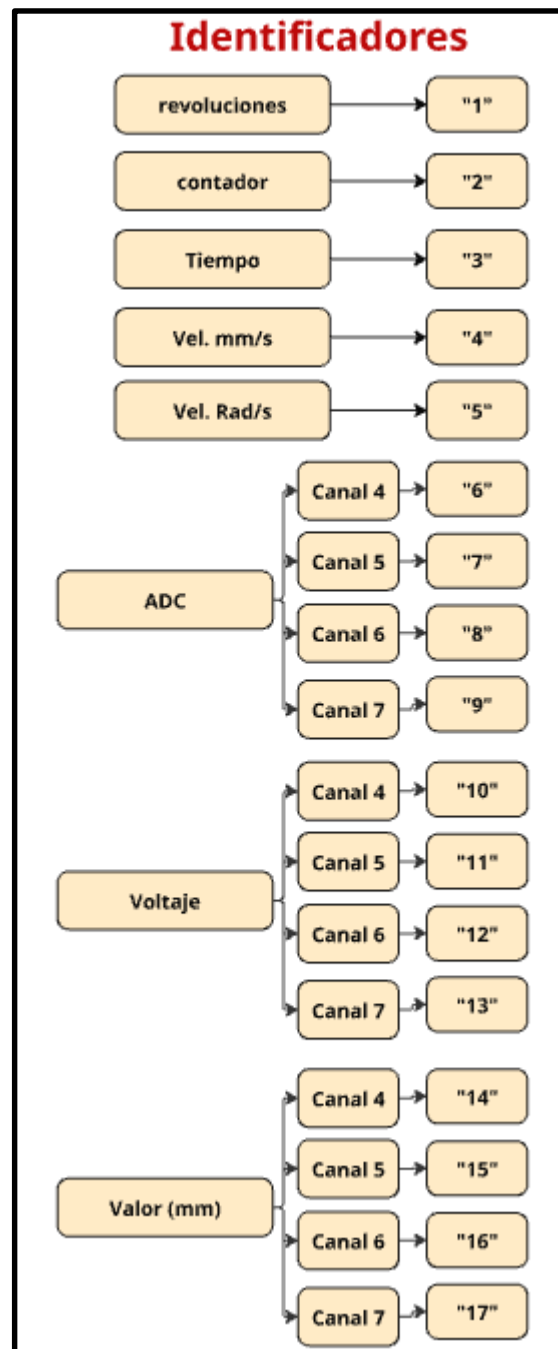 Identificadores
revoluciones "1"
contador "2"
Tiempo "3"
Vel. mm/s "4"
Vel. Rad/s "5"
ADC
Canal 4 "6"
Canal 5 "7"
Canal 6 "8"
Canal 7 "9"
Voltaje
Canal 4 "10"
Canal 5 "11"
Canal 6 "12"
Canal 7 "13"
Valor (mm)
Canal 4 "14"
Canal 5 "15"
Canal 6 "16"
Canal 7 "17"